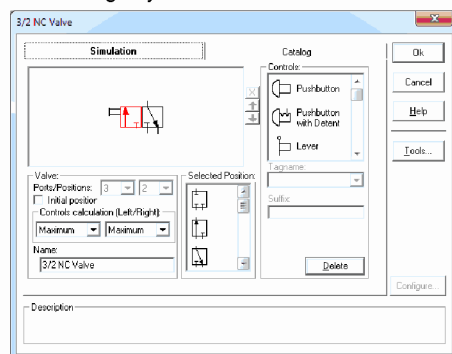 3/2 NC Valve
Simulation
Catalog
Ok
Cancel
Help
Tools...
Configure...
Controls:
Pushbutton
Pushbutton
with Detent
Lever
Tagname:
Suffix:
Delete
Valve:
Ports/Positions: 3 2
Initial position
Controls calculation (Left/Right):
Maximum Maximum
Name:
3/2 NC Valve
Selected Position:
Description